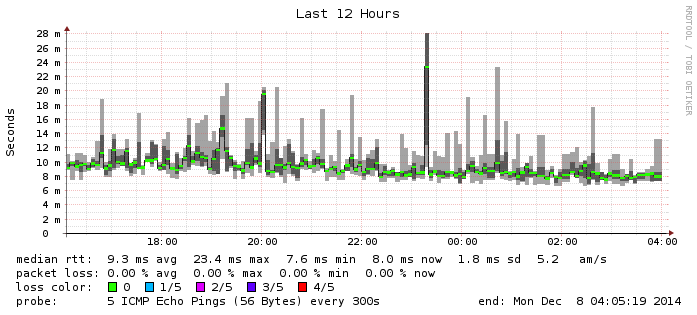 Last 12 Hours
RRDTOOL / TOBI OETIKER
Seconds
28 m
26 m
24 m
22 m
20 m
18 m
16 m
14 m
12 m
10 m
8 m
6 m
4 m
2 m
0
18:00 20:00 22:00 00:00 02:00 04:00
median rtt: 9.3 ms avg 23.4 ms max 7.6 ms min 8.0 ms now 1.8 ms sd 5.2 am/s
packet loss: 0.00 % avg 0.00 % max 0.00 % min 0.00 % now
loss color: 0 1/5 2/5 3/5 4/5
probe: 5 ICMP Echo Pings (56 Bytes) every 300s end: Mon Dec 8 04:05:19 2014